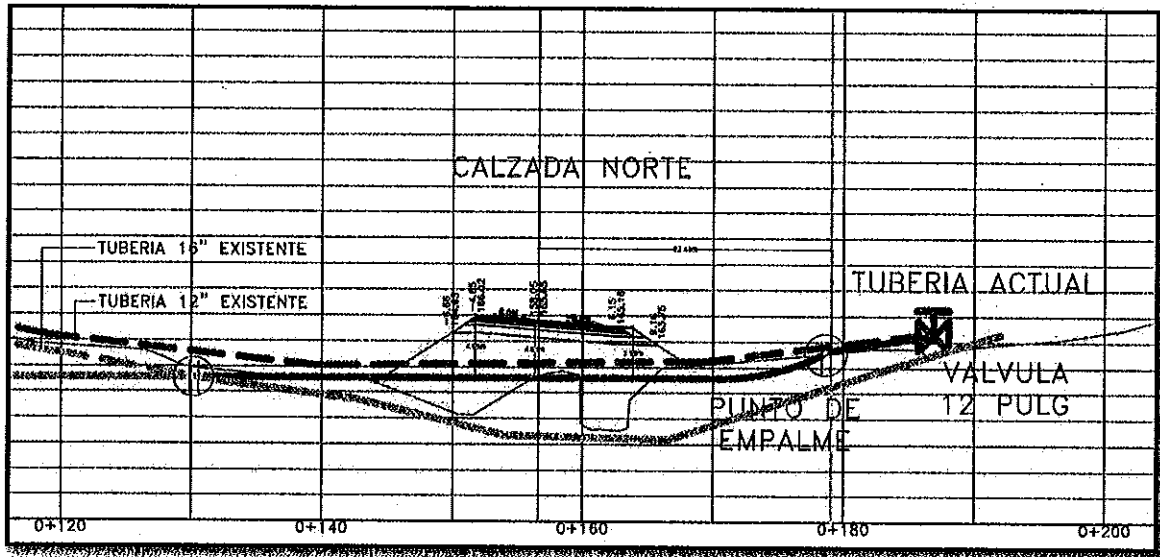 CALZADA NORTE
TUBERIA 16" EXISTENTE
TUBERIA 12" EXISTENTE
TUBERIA ACTUAL
VALVULA
12 PULG
PUNTO DE
EMPALME
0+120
0+140
0+160
0+180
0+200